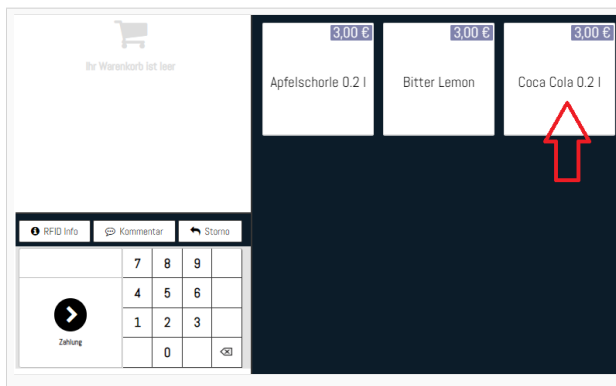 Ihr Warenkorb ist leer
3,00 €
3,00 €
3,00 €
Apfelschorle 0.2 l
Bitter Lemon
Coca Cola 0.2 l
RFID Info
Kommentar
Storno
7 8 9
4 5 6
1 2 3
0
Zahlung